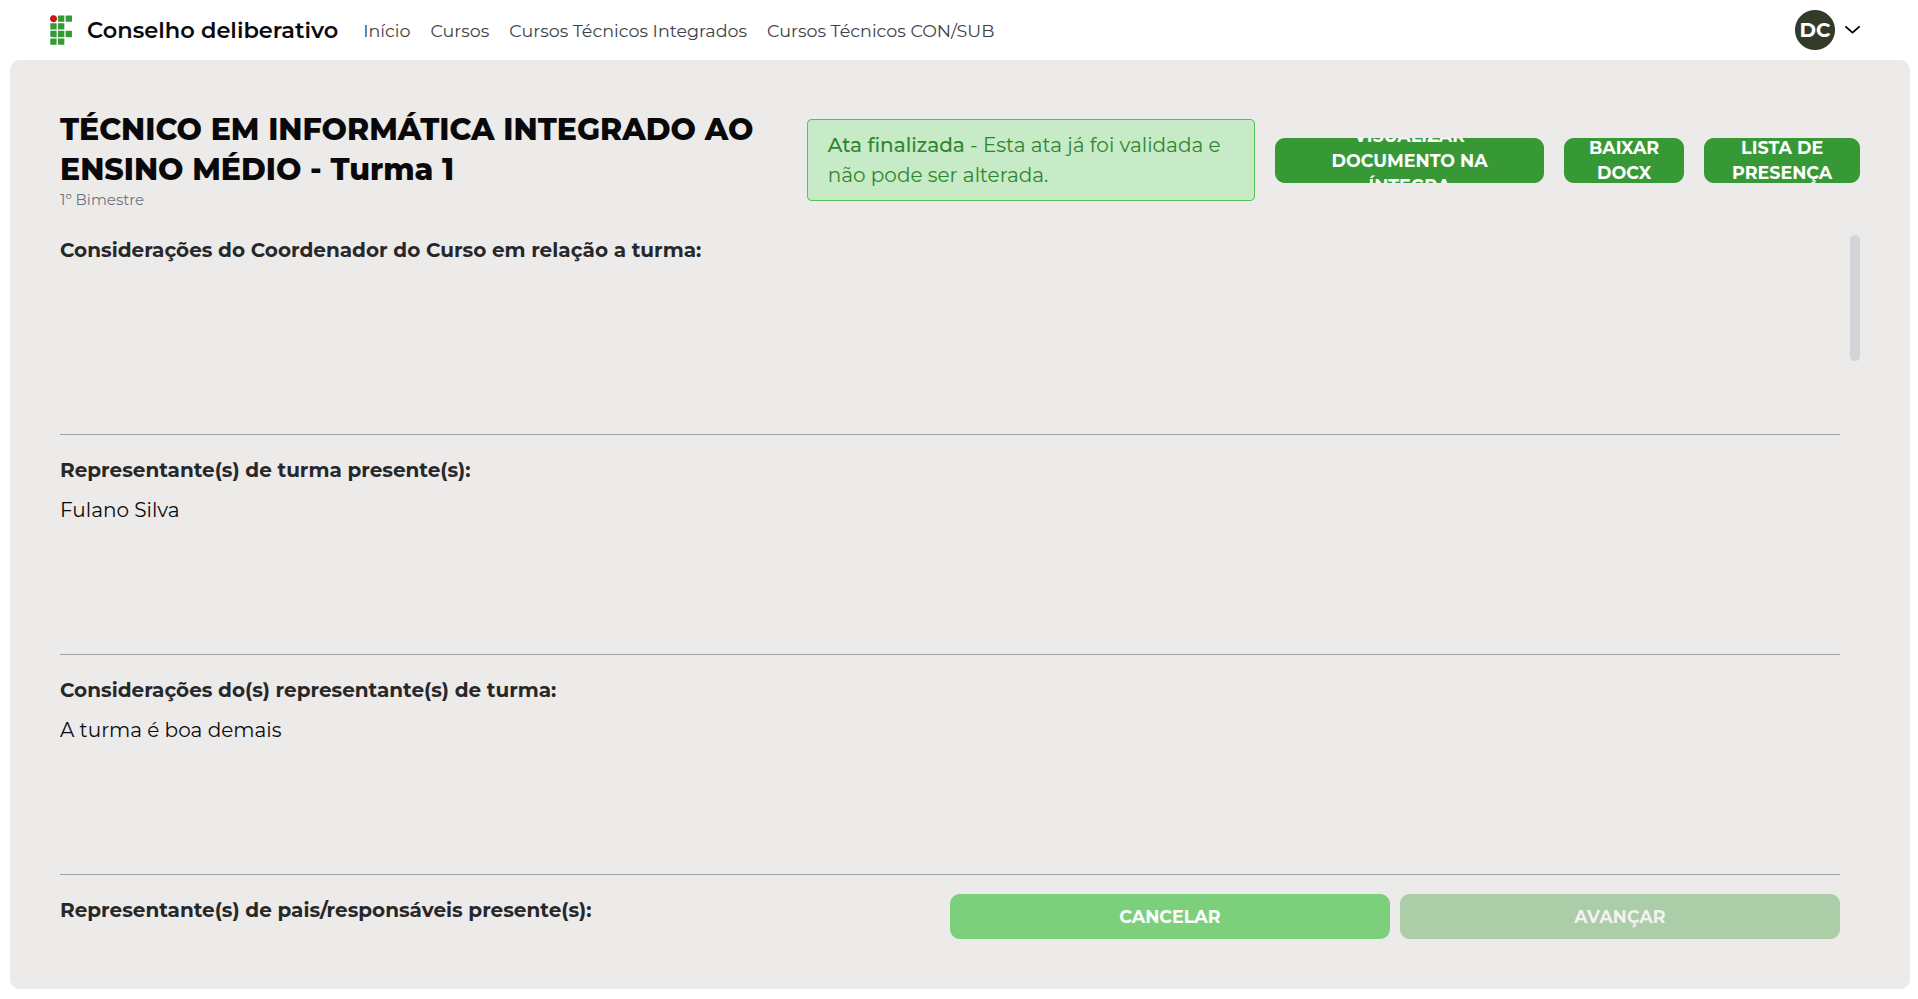 Conselho deliberativo Início Cursos Cursos Técnicos Integrados Cursos Técnicos CON/SUB DC
TÉCNICO EM INFORMÁTICA INTEGRADO AO
ENSINO MÉDIO - Turma 1
1º Bimestre
Ata finalizada - Esta ata já foi validada e
não pode ser alterada.
VISUALIZAR
DOCUMENTO NA
ÍNTEGRA
BAIXAR
DOCX
LISTA DE
PRESENÇA
Considerações do Coordenador do Curso em relação a turma:
Representante(s) de turma presente(s):
Fulano Silva
Considerações do(s) representante(s) de turma:
A turma é boa demais
Representante(s) de pais/responsáveis presente(s):
CANCELAR
AVANÇAR